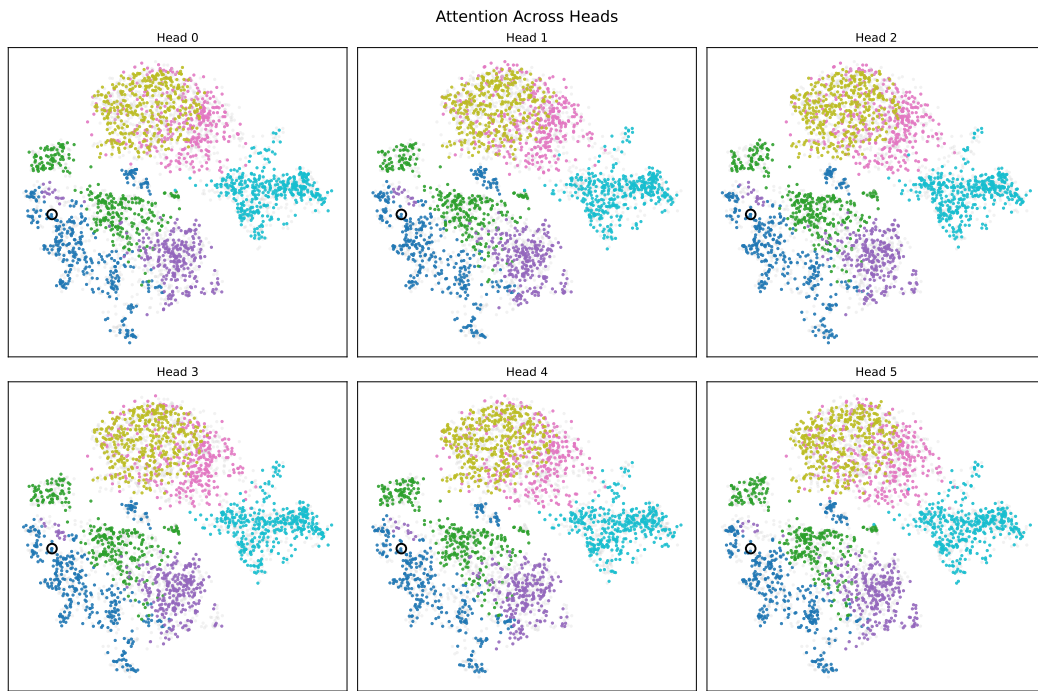 Attention Across Heads
Head 0
Head 1
Head 2
Head 3
Head 4
Head 5